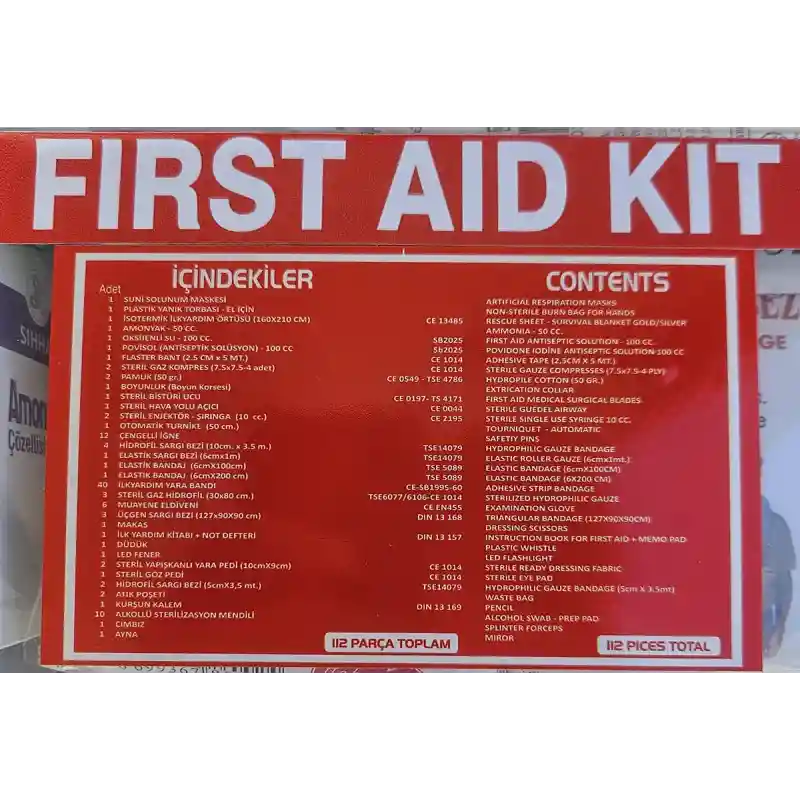 FIRST AID KIT
İÇİNDEKİLER
CONTENTS
Adet
1 SUNİ SOLUNUM MASKESİ ARTIFICIAL RESPIRATION MASKS
1 PLASTİK YANIK TORBASI - EL İÇİN NON-STERILE BURN BAG FOR HANDS
1 İSOTERMİK İLKYARDIM ÖRTÜSÜ (160X210 CM) CE 13485 RESCUE SHEET - SURVIVAL BLANKET GOLD/SILVER
1 AMONYAK - 50 CC. AMMONIA - 50 CC.
1 OKSİJENLİ SU - 100 CC. SB2025 FIRST AID ANTISEPTIC SOLUTION - 100 CC.
1 POVİSOL (ANTİSEPTİK SOLÜSYON) - 100 CC Sb2025 POVIDONE IODİNE ANTISEPTIC SOLUTION 100 CC
1 FLASTER BANT (2.5 CM x 5 MT.) CE 1014 ADHESIVE TAPE (2,5CM X 5 MT.)
2 STERİL GAZ KOMPRES (7.5x7.5-4 adet) CE 1014 STERILE GAUZE COMPRESSES (7.5x7.5-4 PLY)
2 PAMUK (50 gr.) CE 0549 - TSE 4786 HYDROPILE COTTON (50 GR.)
1 BOYUNLUK (Boyun Korsesi) EXTRICATION COLLAR
1 STERİL BİSTÜRİ UCU CE 0197- TS 4171 FIRST AID MEDICAL SURGICAL BLADES
1 STERİL HAVA YOLU AÇICI CE 0044 STERILE GUEDEL AIRWAY
2 STERİL ENJEKTÖR - ŞIRINGA (10 cc.) CE 2195 STERILE SINGLE USE SYRINGE 10 CC.
1 OTOMATİK TURNİKE (50 cm.) TOURNIQUET - AUTOMATIC
12 ÇENGELLİ İĞNE SAFETIY PINS
4 HİDROFİL SARGI BEZİ (10cm. x 3.5 m.) TSE14079 HYDROPHILIC GAUZE BANDAGE
1 ELASTİK SARGI BEZİ (6cmx1m) TSE14079 ELASTIC ROLLER GAUZE (6cmx1mt.)
1 ELASTİK BANDAJ (6cmX100cm) TSE 5089 ELASTIC BANDAGE (6cmX100CM)
1 ELASTİK BANDAJ (6cmX200 cm) TSE 5089 ELASTIC BANDAGE (6X200 CM)
40 İLKYARDIM YARA BANDI CE-SB1995-60 ADHESIVE STRIP BANDAGE
3 STERİL GAZ HİDROFİL (30x80 cm.) TSE6077/6106-CE 1014 STERILIZED HYDROPHILIC GAUZE
6 MUAYENE ELDİVENİ CE EN455 EXAMINATION GLOVE
3 ÜÇGEN SARGI BEZİ (127x90X90 cm) DIN 13 168 TRIANGULAR BANDAGE (127X90X90CM)
1 MAKAS DRESSING SCISSORS
1 İLK YARDIM KİTABI + NOT DEFTERİ DIN 13 157 INSTRUCTION BOOK FOR FIRST AID + MEMO PAD
1 DÜDÜK PLASTIC WHISTLE
1 LED FENER LED FLASHLIGHT
2 STERİL YAPIŞKANLI YARA PEDİ (10cmX9cm) CE 1014 STERILE READY DRESSING FABRIC
1 STERİL GÖZ PEDİ CE 1014 STERILE EYE PAD
2 HİDROFİL SARGI BEZİ (5cmX3,5 mt.) TSE14079 HYDROPHILIC GAUZE BANDAGE (5cm X 3.5mt)
2 ATIK POŞETİ WASTE BAG
1 KURŞUN KALEM DIN 13 169 PENCIL
10 ALKOLLÜ STERİLİZASYON MENDİLİ ALCOHOL SWAB - PREP PAD
1 CIMBIZ SPLINTER FORCEPS
1 AYNA MIROR
112 PARÇA TOPLAM
112 PICES TOTAL